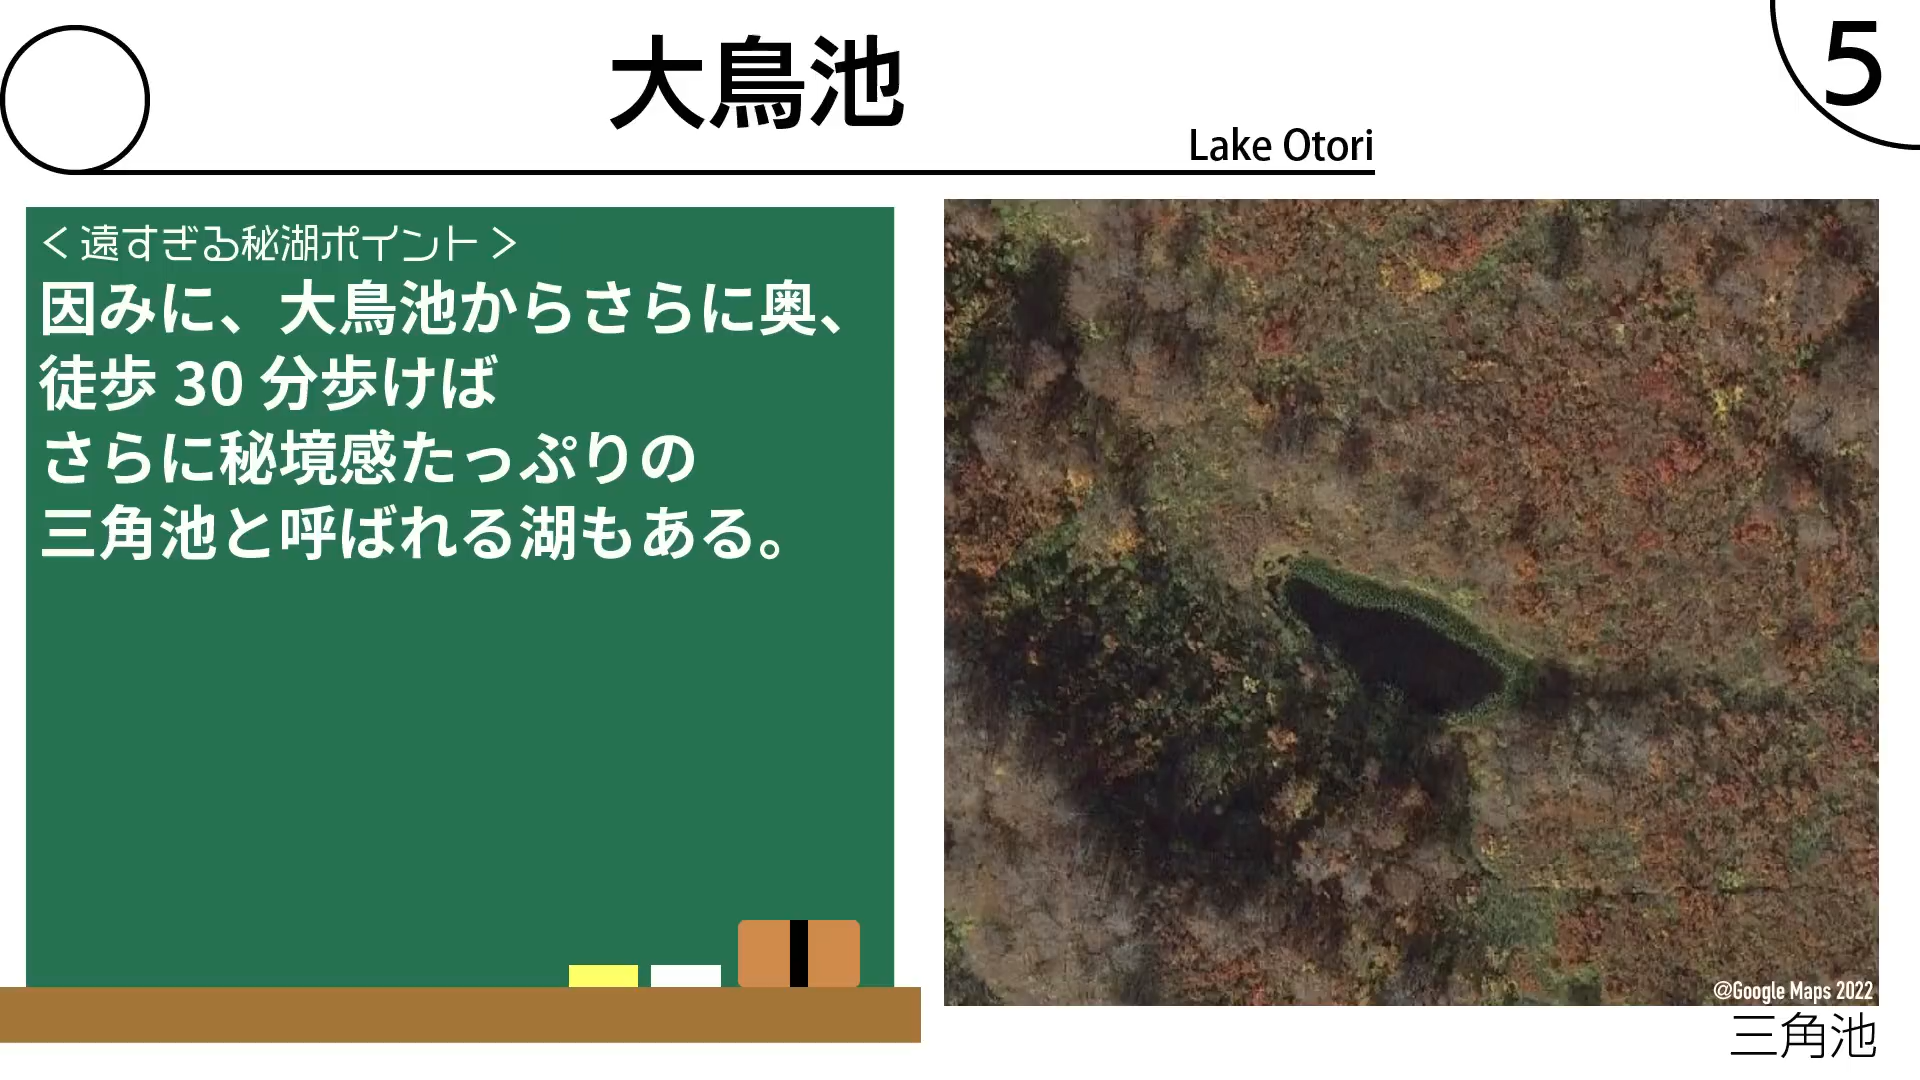 大鳥池
Lake Otori
5
＜遠すぎる秘湖ポイント＞
因みに、大鳥池からさらに奥、
徒歩 30 分歩けば
さらに秘境感たっぷりの
三角池と呼ばれる湖もある。
@Google Maps 2022
三角池